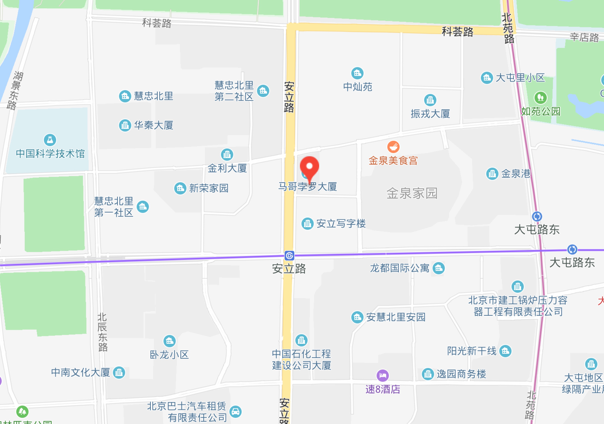 科荟路
科荟路
北苑路
辛店路
湖景东路
慧忠北里
慧忠北里
第二社区
安立路
中灿苑
大屯里小区
振戎大厦
如苑公园
华秦大厦
中国科学技术馆
金利大厦
金泉美食宫
金泉家园
金泉港
新荣家园
马哥孛罗大厦
慧忠北里
第一社区
安立写字楼
大屯路东
大屯路东
安立路
龙都国际公寓
北京市建工锅炉压力容
器工程有限责任公司
北辰东路
安慧北里安园
卧龙小区
中国石化工程
建设公司大厦
阳光新干线
中南文化大厦
速8酒店
逸园商务楼
大屯地区
绿隔产业
北京巴士汽车租赁
有限责任公司
安立路
北苑路